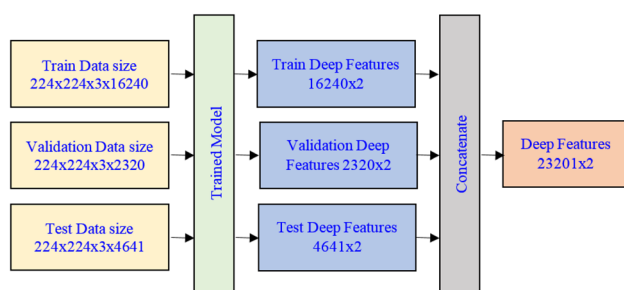 Train Data size
224x224x3x16240
Validation Data size
224x224x3x2320
Test Data size
224x224x3x4641
Trained Model
Train Deep Features
16240x2
Validation Deep
Features 2320x2
Test Deep Features
4641x2
Concatenate
Deep Features
23201x2